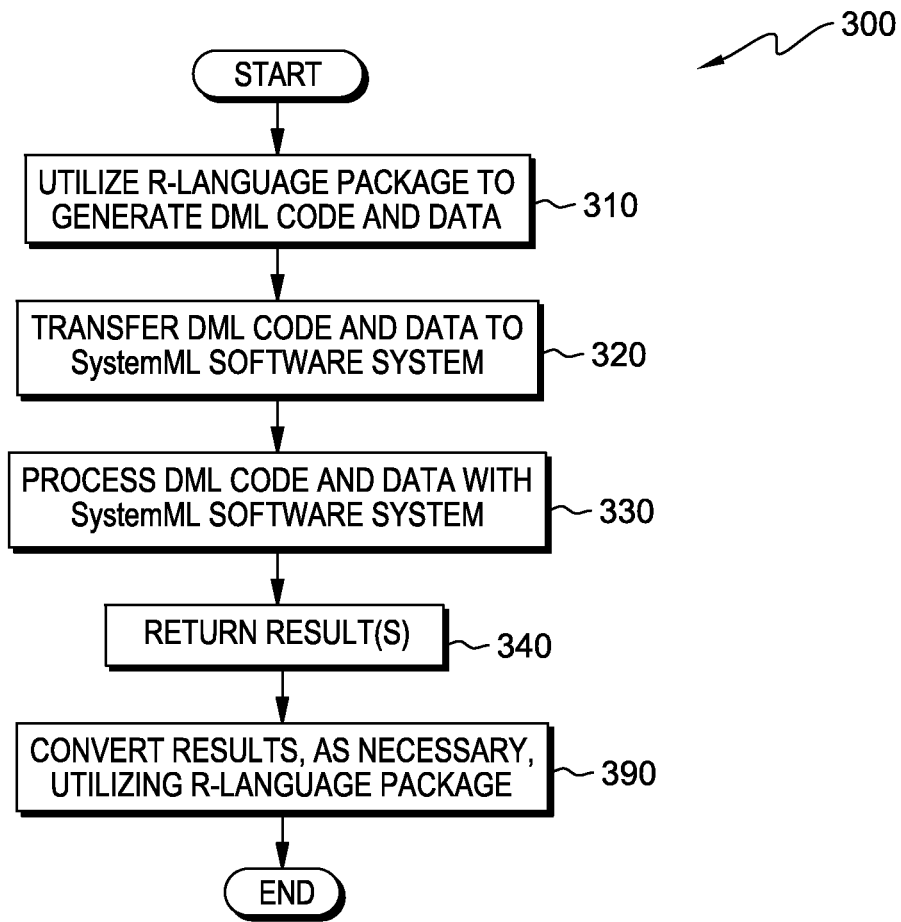 300
START
UTILIZE R-LANGUAGE PACKAGE TO
GENERATE DML CODE AND DATA
310
TRANSFER DML CODE AND DATA TO
SystemML SOFTWARE SYSTEM
320
PROCESS DML CODE AND DATA WITH
SystemML SOFTWARE SYSTEM
330
RETURN RESULT(S)
340
CONVERT RESULTS, AS NECESSARY,
UTILIZING R-LANGUAGE PACKAGE
390
END